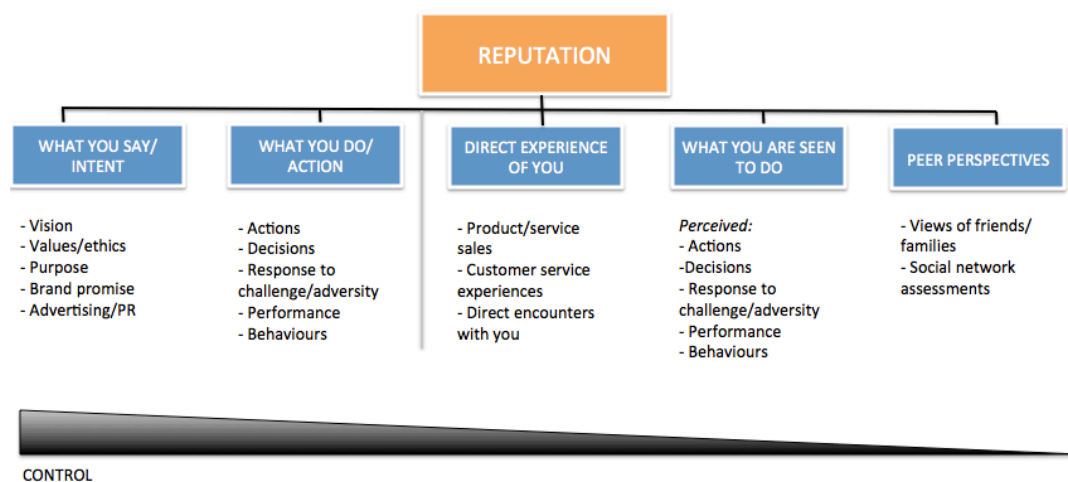 REPUTATION
WHAT YOU SAY/
INTENT
WHAT YOU DO/
ACTION
DIRECT EXPERIENCE
OF YOU
WHAT YOU ARE SEEN
TO DO
PEER PERSPECTIVES
- Vision
- Values/ethics
- Purpose
- Brand promise
- Advertising/PR
- Actions
- Decisions
- Response to
challenge/adversity
- Performance
- Behaviours
- Product/service
sales
- Customer service
experiences
- Direct encounters
with you
Perceived:
- Actions
-Decisions
- Response to
challenge/adversity
- Performance
- Behaviours
- Views of friends/
families
- Social network
assessments
CONTROL